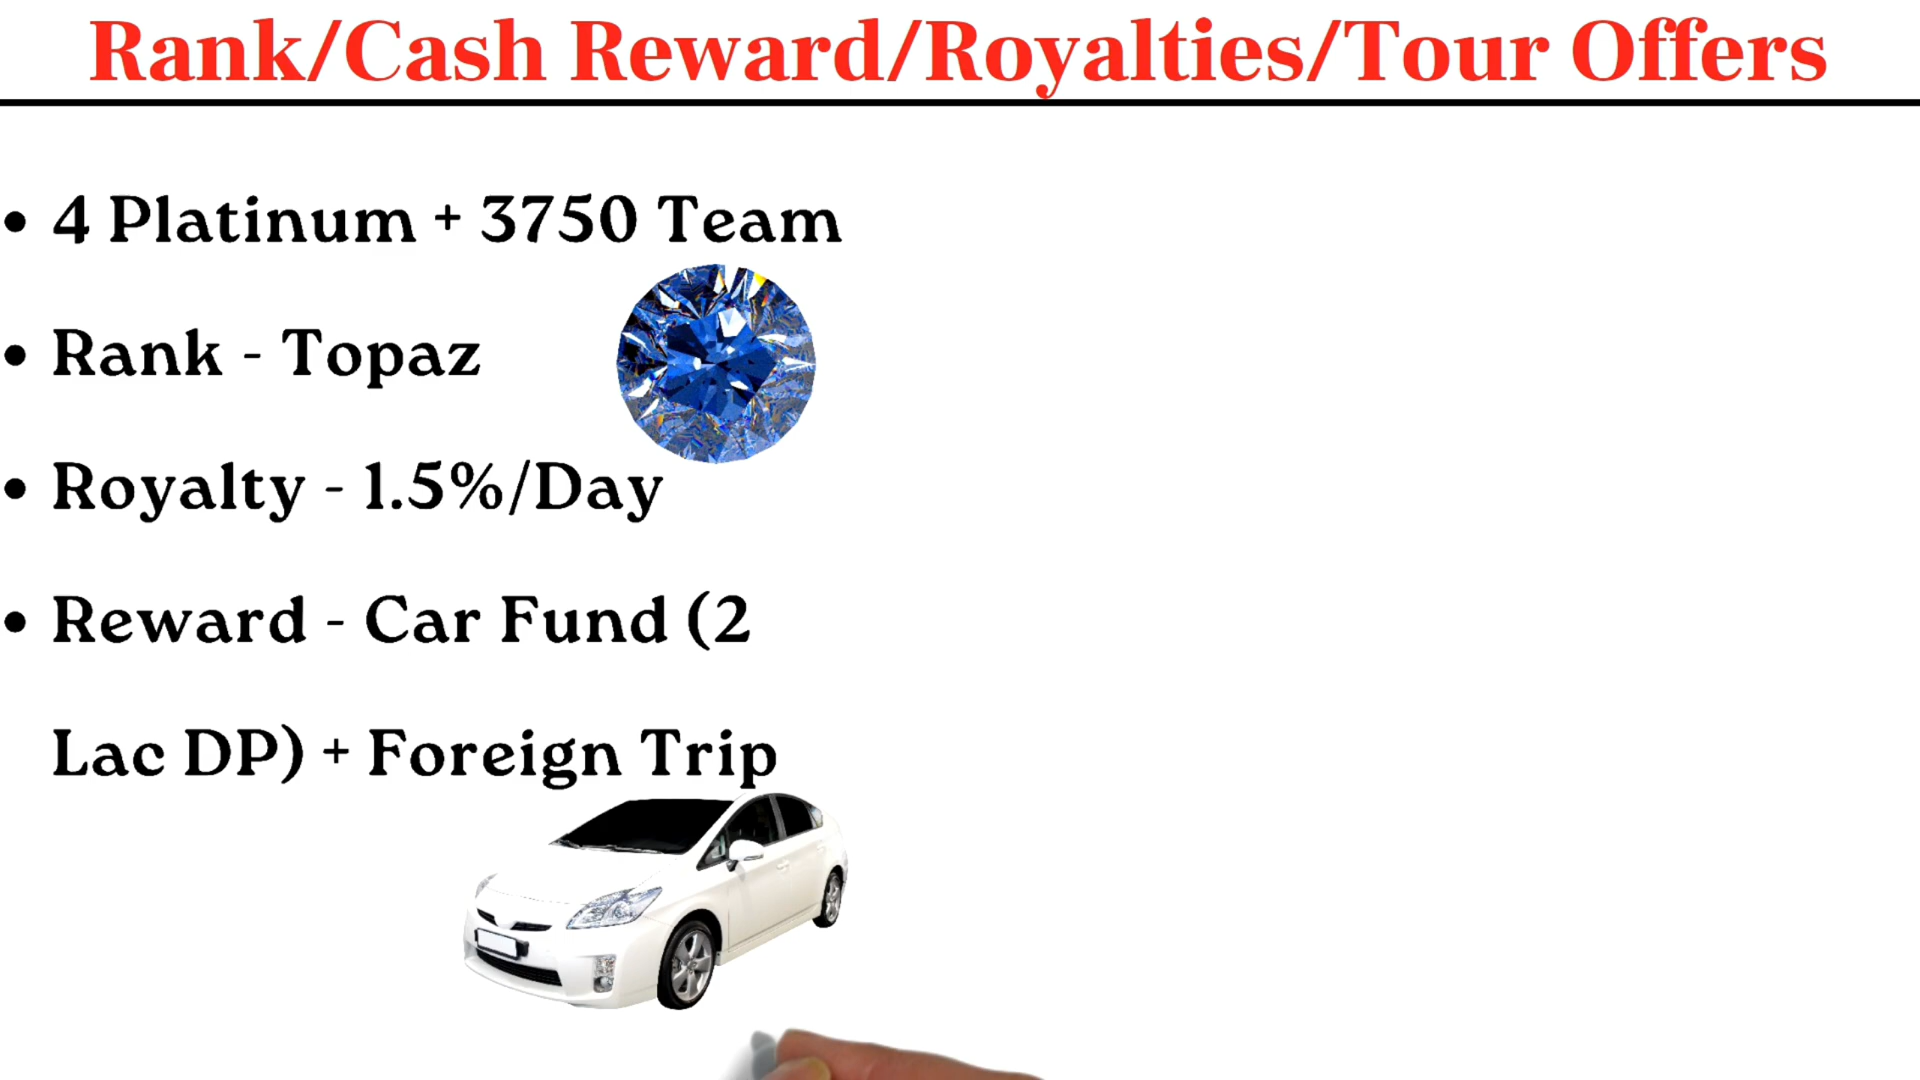 Rank/Cash Reward/Royalties/Tour Offers
• 4 Platinum + 3750 Team
• Rank - Topaz
• Royalty - 1.5%/Day
• Reward - Car Fund (2
Lac DP) + Foreign Trip